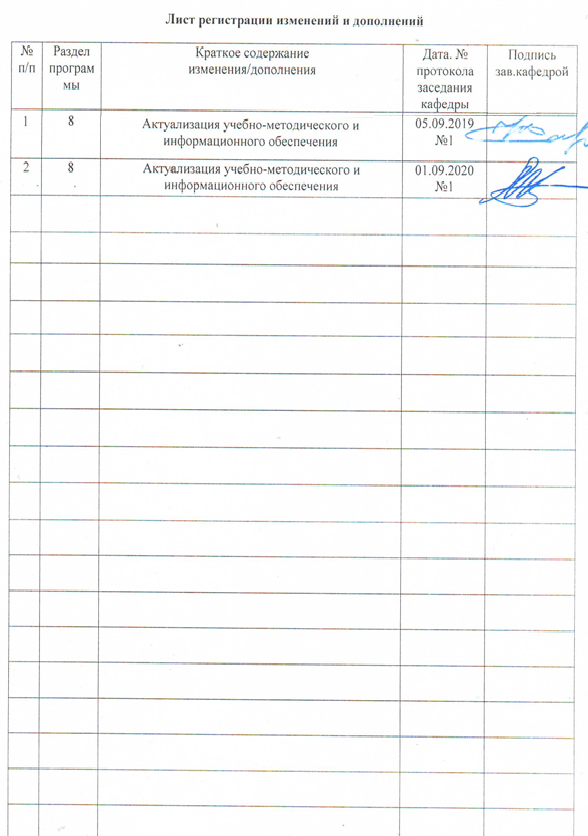 Лист регистрации изменений и дополнений
№
п/п
Раздел
програм
мы
Краткое содержание
изменения/дополнения
Дата. №
протокола
заседания
кафедры
Подпись
зав.кафедрой
1
8
Актуализация учебно-методического и
информационного обеспечения
05.09.2019
№1
2
8
Актуализация учебно-методического и
информационного обеспечения
01.09.2020
№1